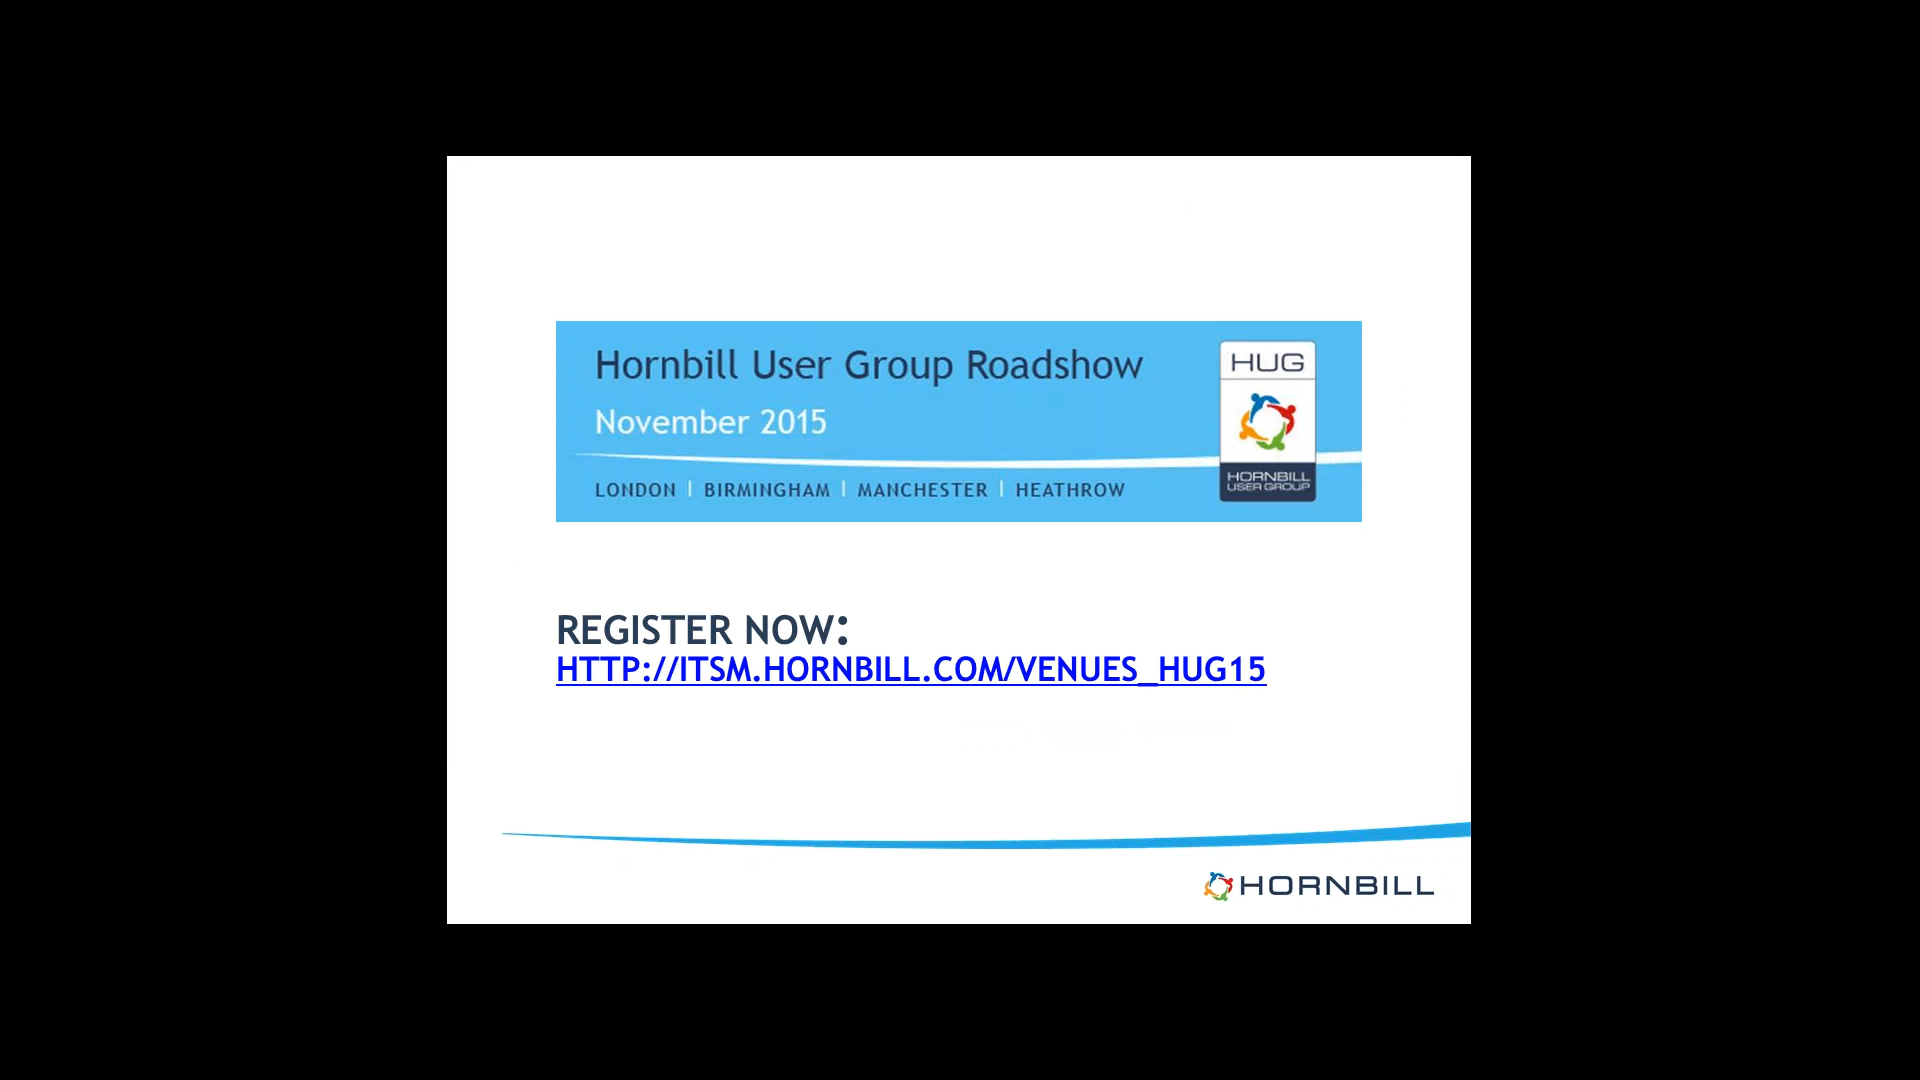 Hornbill User Group Roadshow
November 2015
LONDON | BIRMINGHAM | MANCHESTER | HEATHROW
HUG
HORNBILL
USER GROUP
REGISTER NOW:
HTTP://ITSM.HORNBILL.COM/VENUES_HUG15
HORNBILL